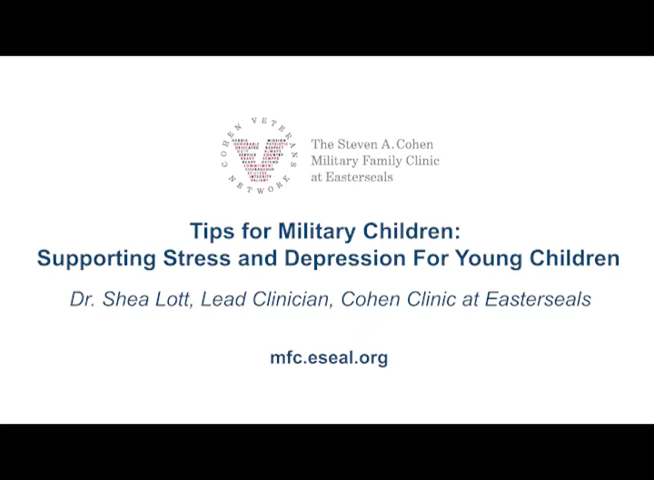 COHEN VETERANS NETWORK
The Steven A. Cohen
Military Family Clinic
at Easterseals
Tips for Military Children:
Supporting Stress and Depression For Young Children
Dr. Shea Lott, Lead Clinician, Cohen Clinic at Easterseals
mfc.eseal.org